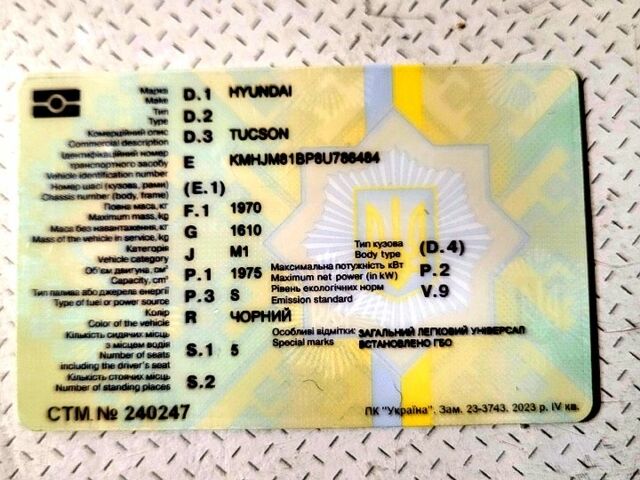 Марка D.1 HYUNDAI
Make
Тип D.2
Type
Комерційний опис D.3 TUCSON
Commercial description
Ідентифікаційний номер
транспортного засобу E KMHJM81BP6U786484
Vehicle identification number
Номер шасі (кузова, рами) (E.1)
Chassis number (body, frame)
Повна маса, кг F.1 1970
Maximum mass, kg
Маса без навантаження, кг G 1610
Mass of the vehicle in service, kg
Категорія J M1 Тип кузова (D.4)
Vehicle category Body type
Об'єм двигуна, см³ P.1 1975 Максимальна потужність кВт P.2
Capacity, cm³ Maximum net power (in kW)
Тип палива або джерело енергії P.3 S Рівень екологічних норм V.9
Type of fuel or power source Emission standard
Колір R ЧОРНИЙ
Color of the vehicle
Особливі відмітки: ЗАГАЛЬНИЙ ЛЕГКОВИЙ УНІВЕРСАЛ
Special marks ВСТАНОВЛЕНО ГБО
Кількість сидячих місць
з місцем водія S.1 5
Number of seats
including the driver's seat
Кількість стоячих місць S.2
Number of standing places
СТМ № 240247
ПК "Україна". Зам. 23-3743. 2023 р. IV кв.